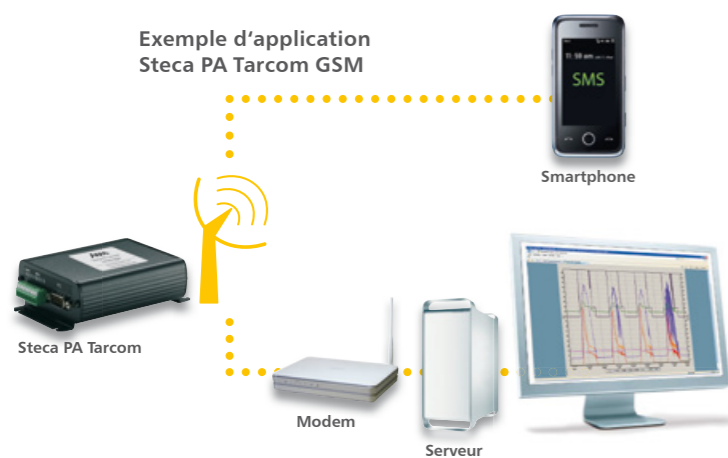 Exemple d‘application
Steca PA Tarcom GSM
SMS
Smartphone
Steca PA Tarcom
Modem
Serveur